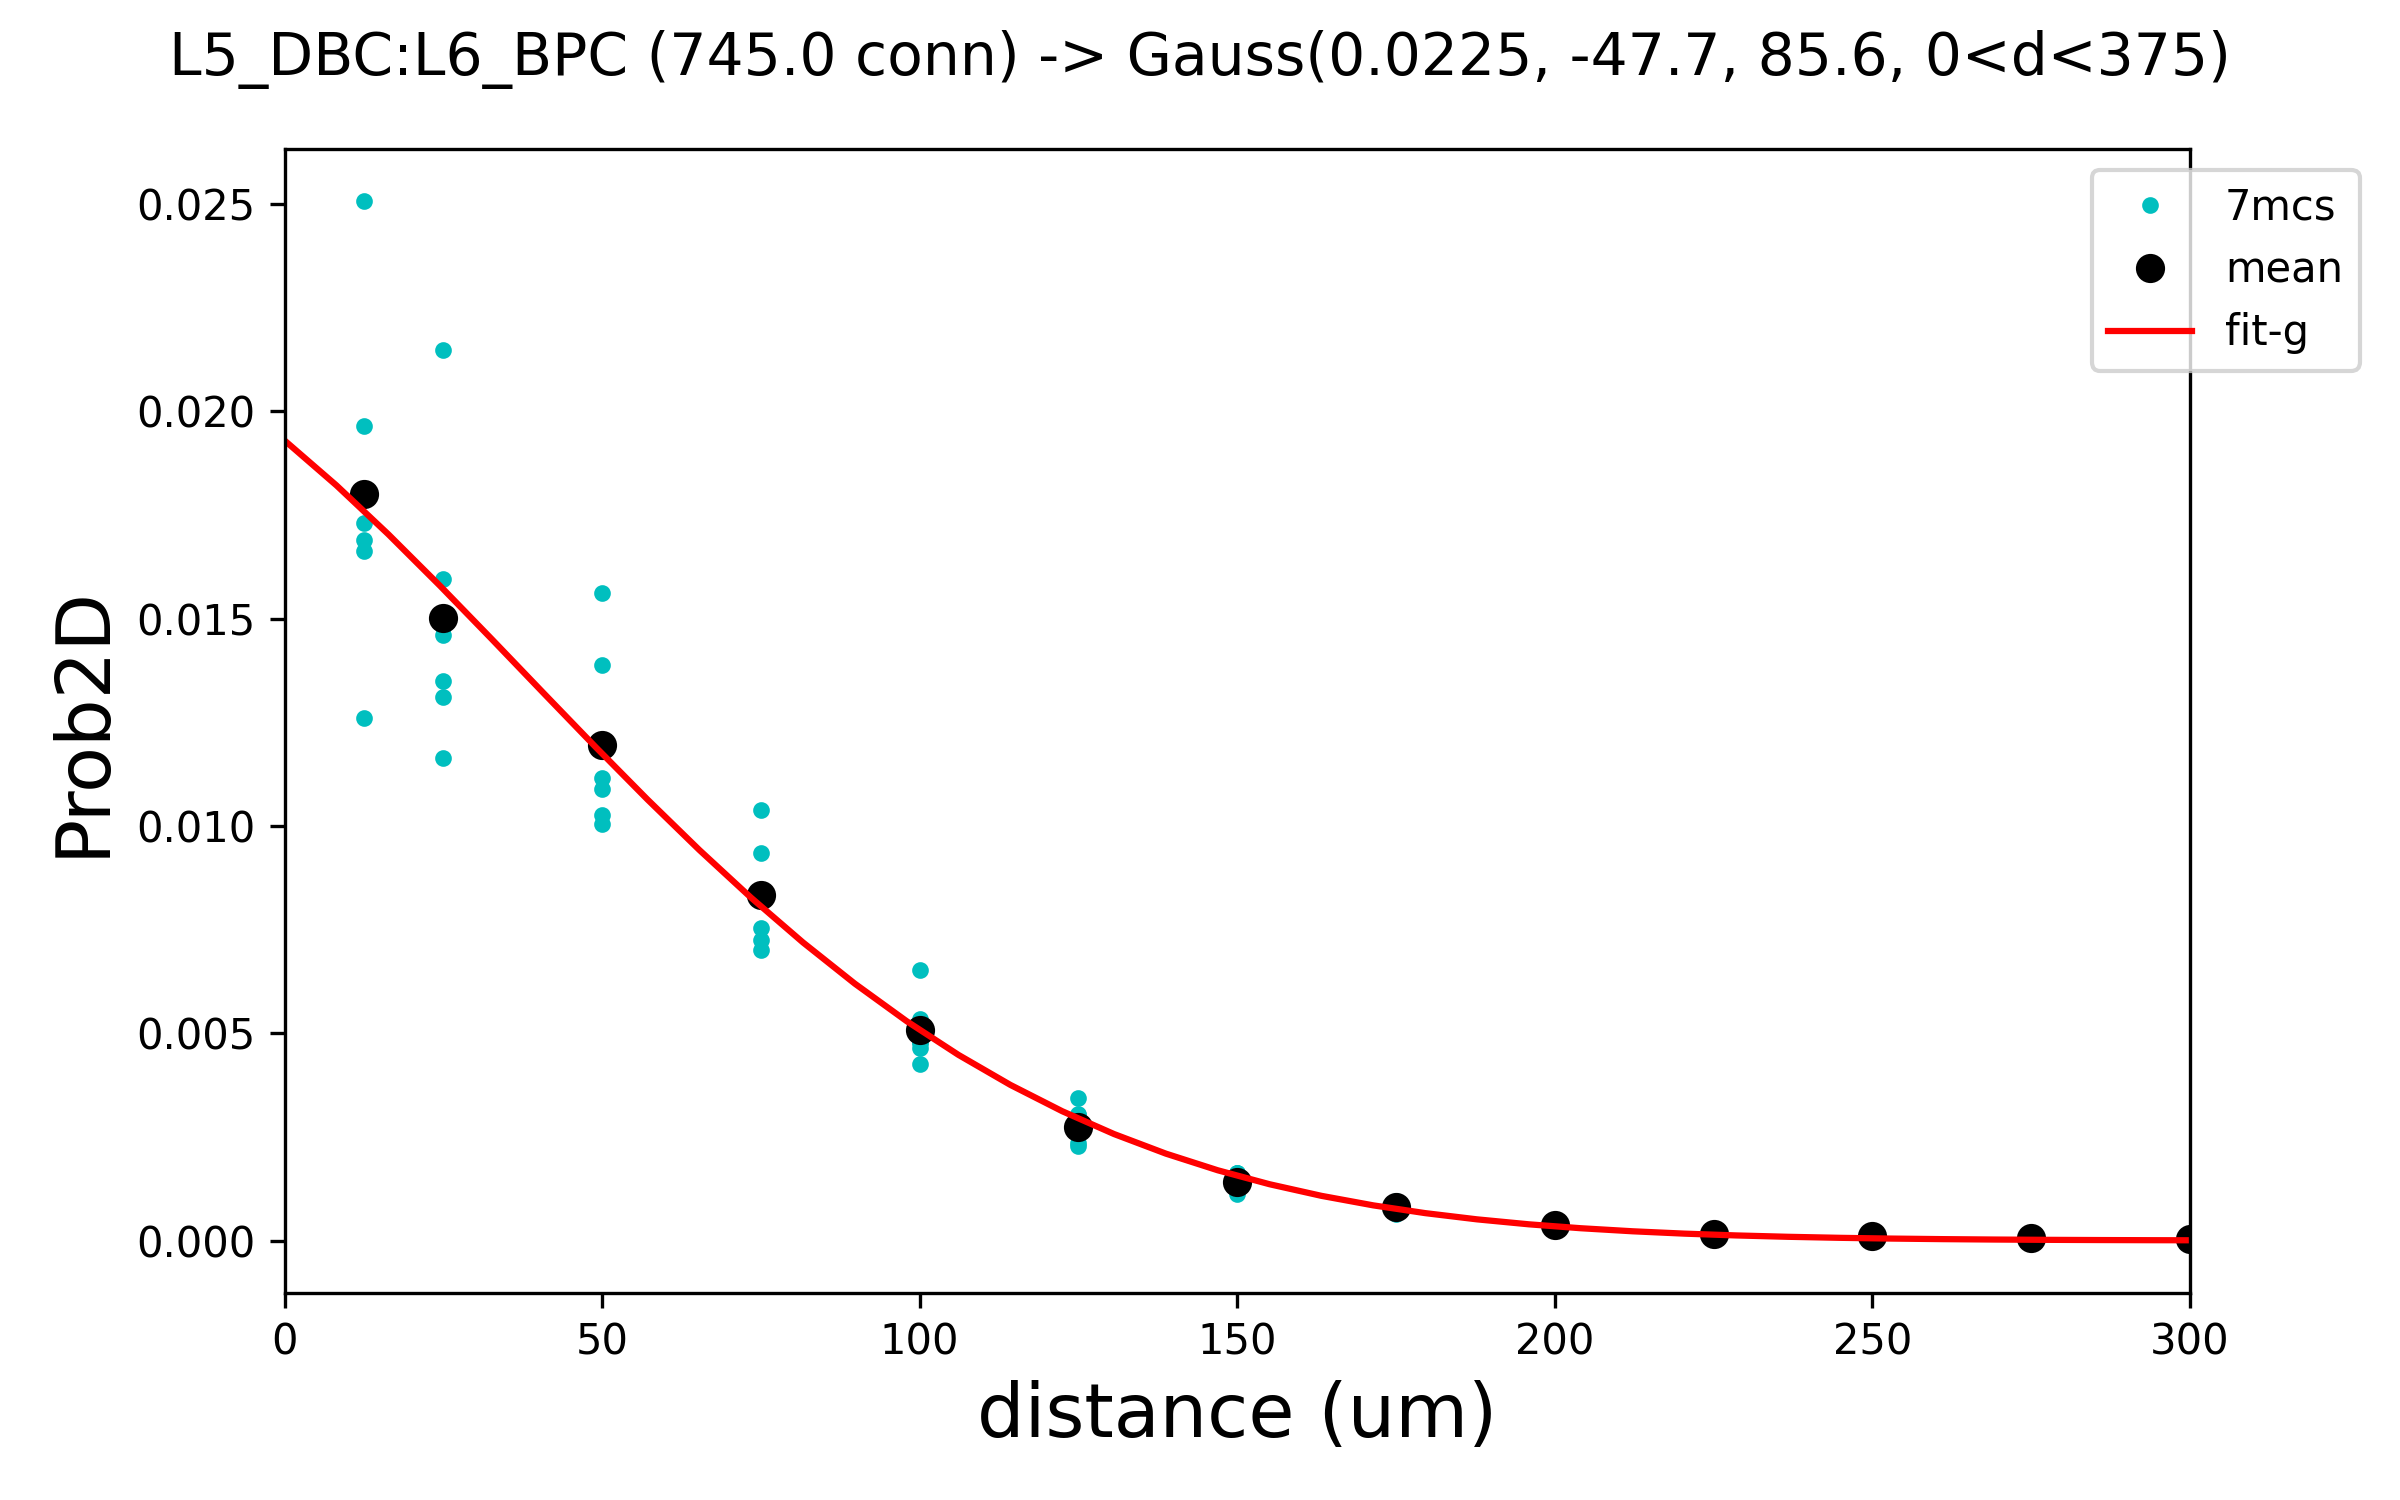 L5_DBC:L6_BPC (745.0 conn) -> Gauss(0.0225, -47.7, 85.6, 0<d<375)
7mcs
mean
fit-g
0.025
0.020
0.015
0.010
0.005
0.000
Prob2D
0 50 100 150 200 250 300
distance (um)